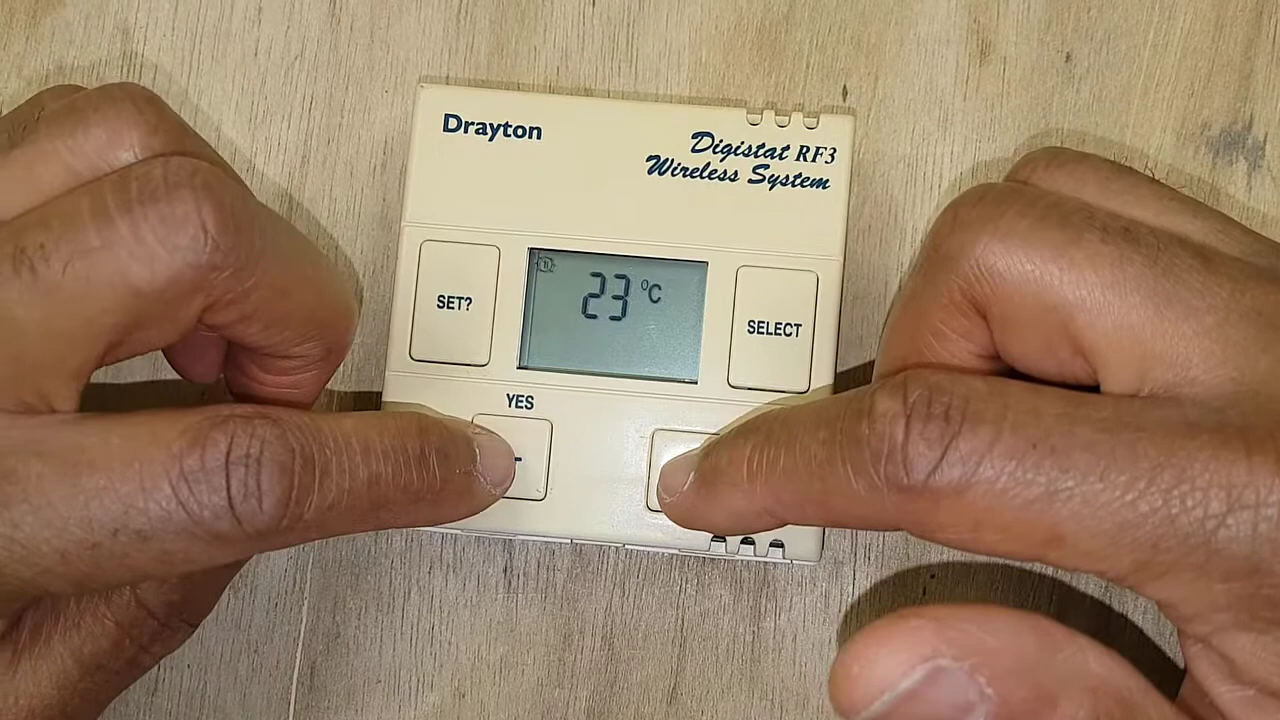 Drayton
Digistat RF3
Wireless System
SET?
23 °C
SELECT
YES
-